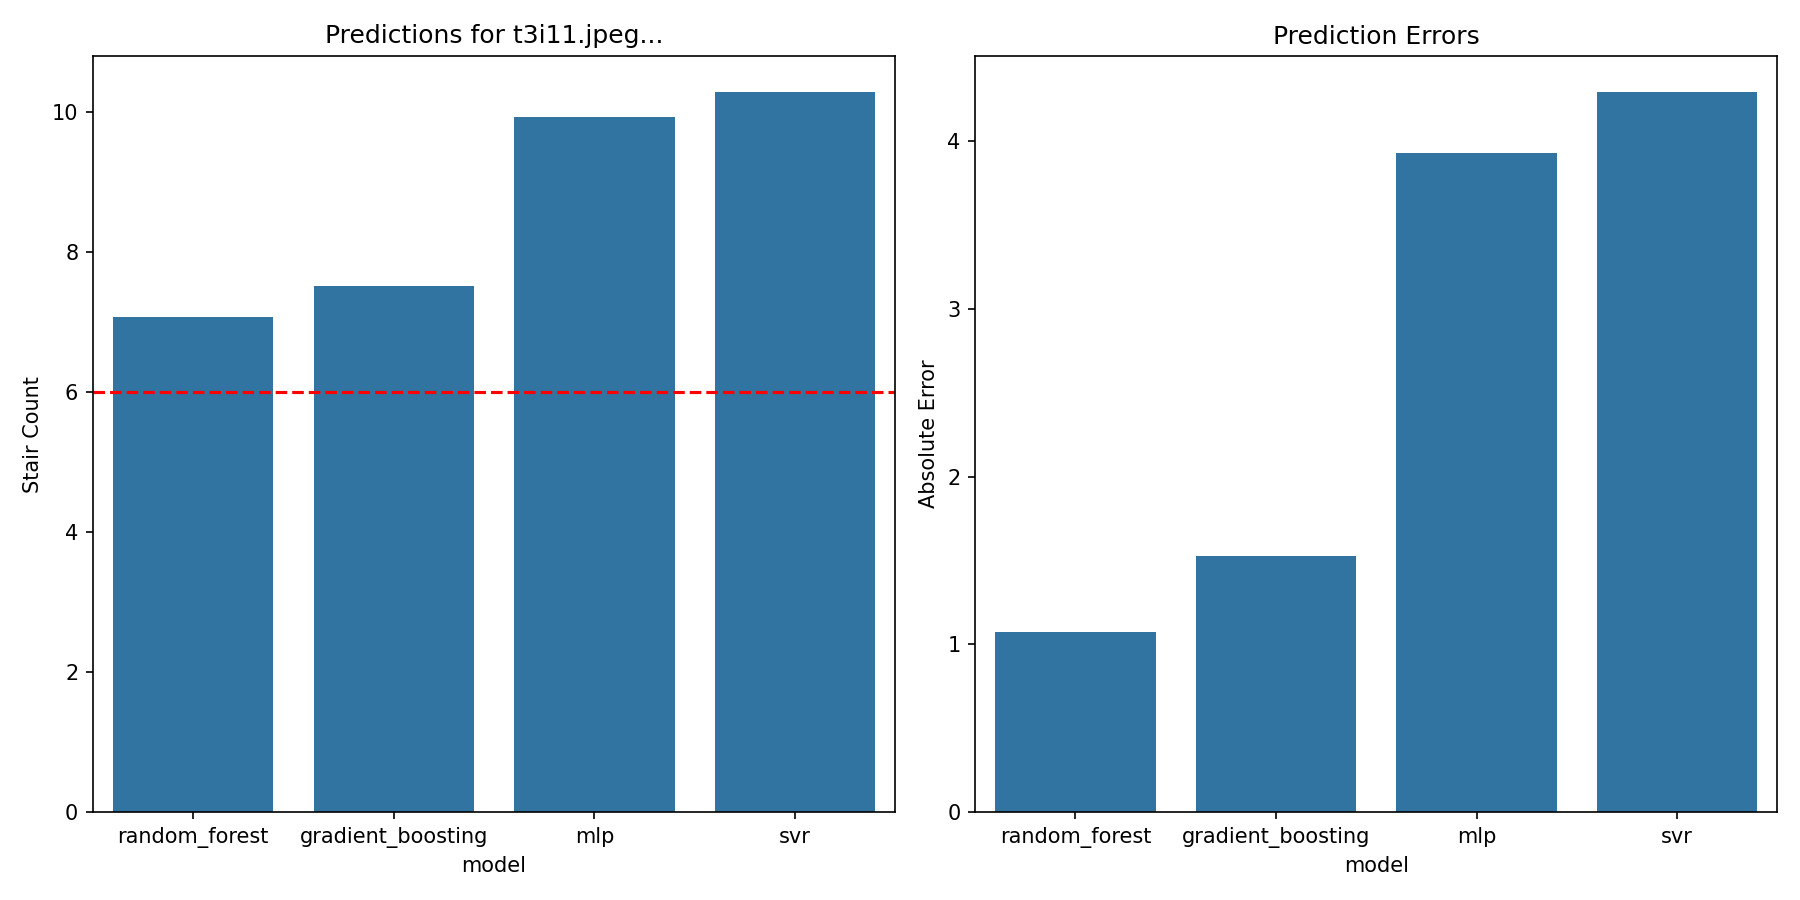 Predictions for t3i11.jpeg...
Stair Count
10
8
6
4
2
0
random_forest gradient_boosting mlp svr
model
Prediction Errors
Absolute Error
4
3
2
1
0
random_forest gradient_boosting mlp svr
model